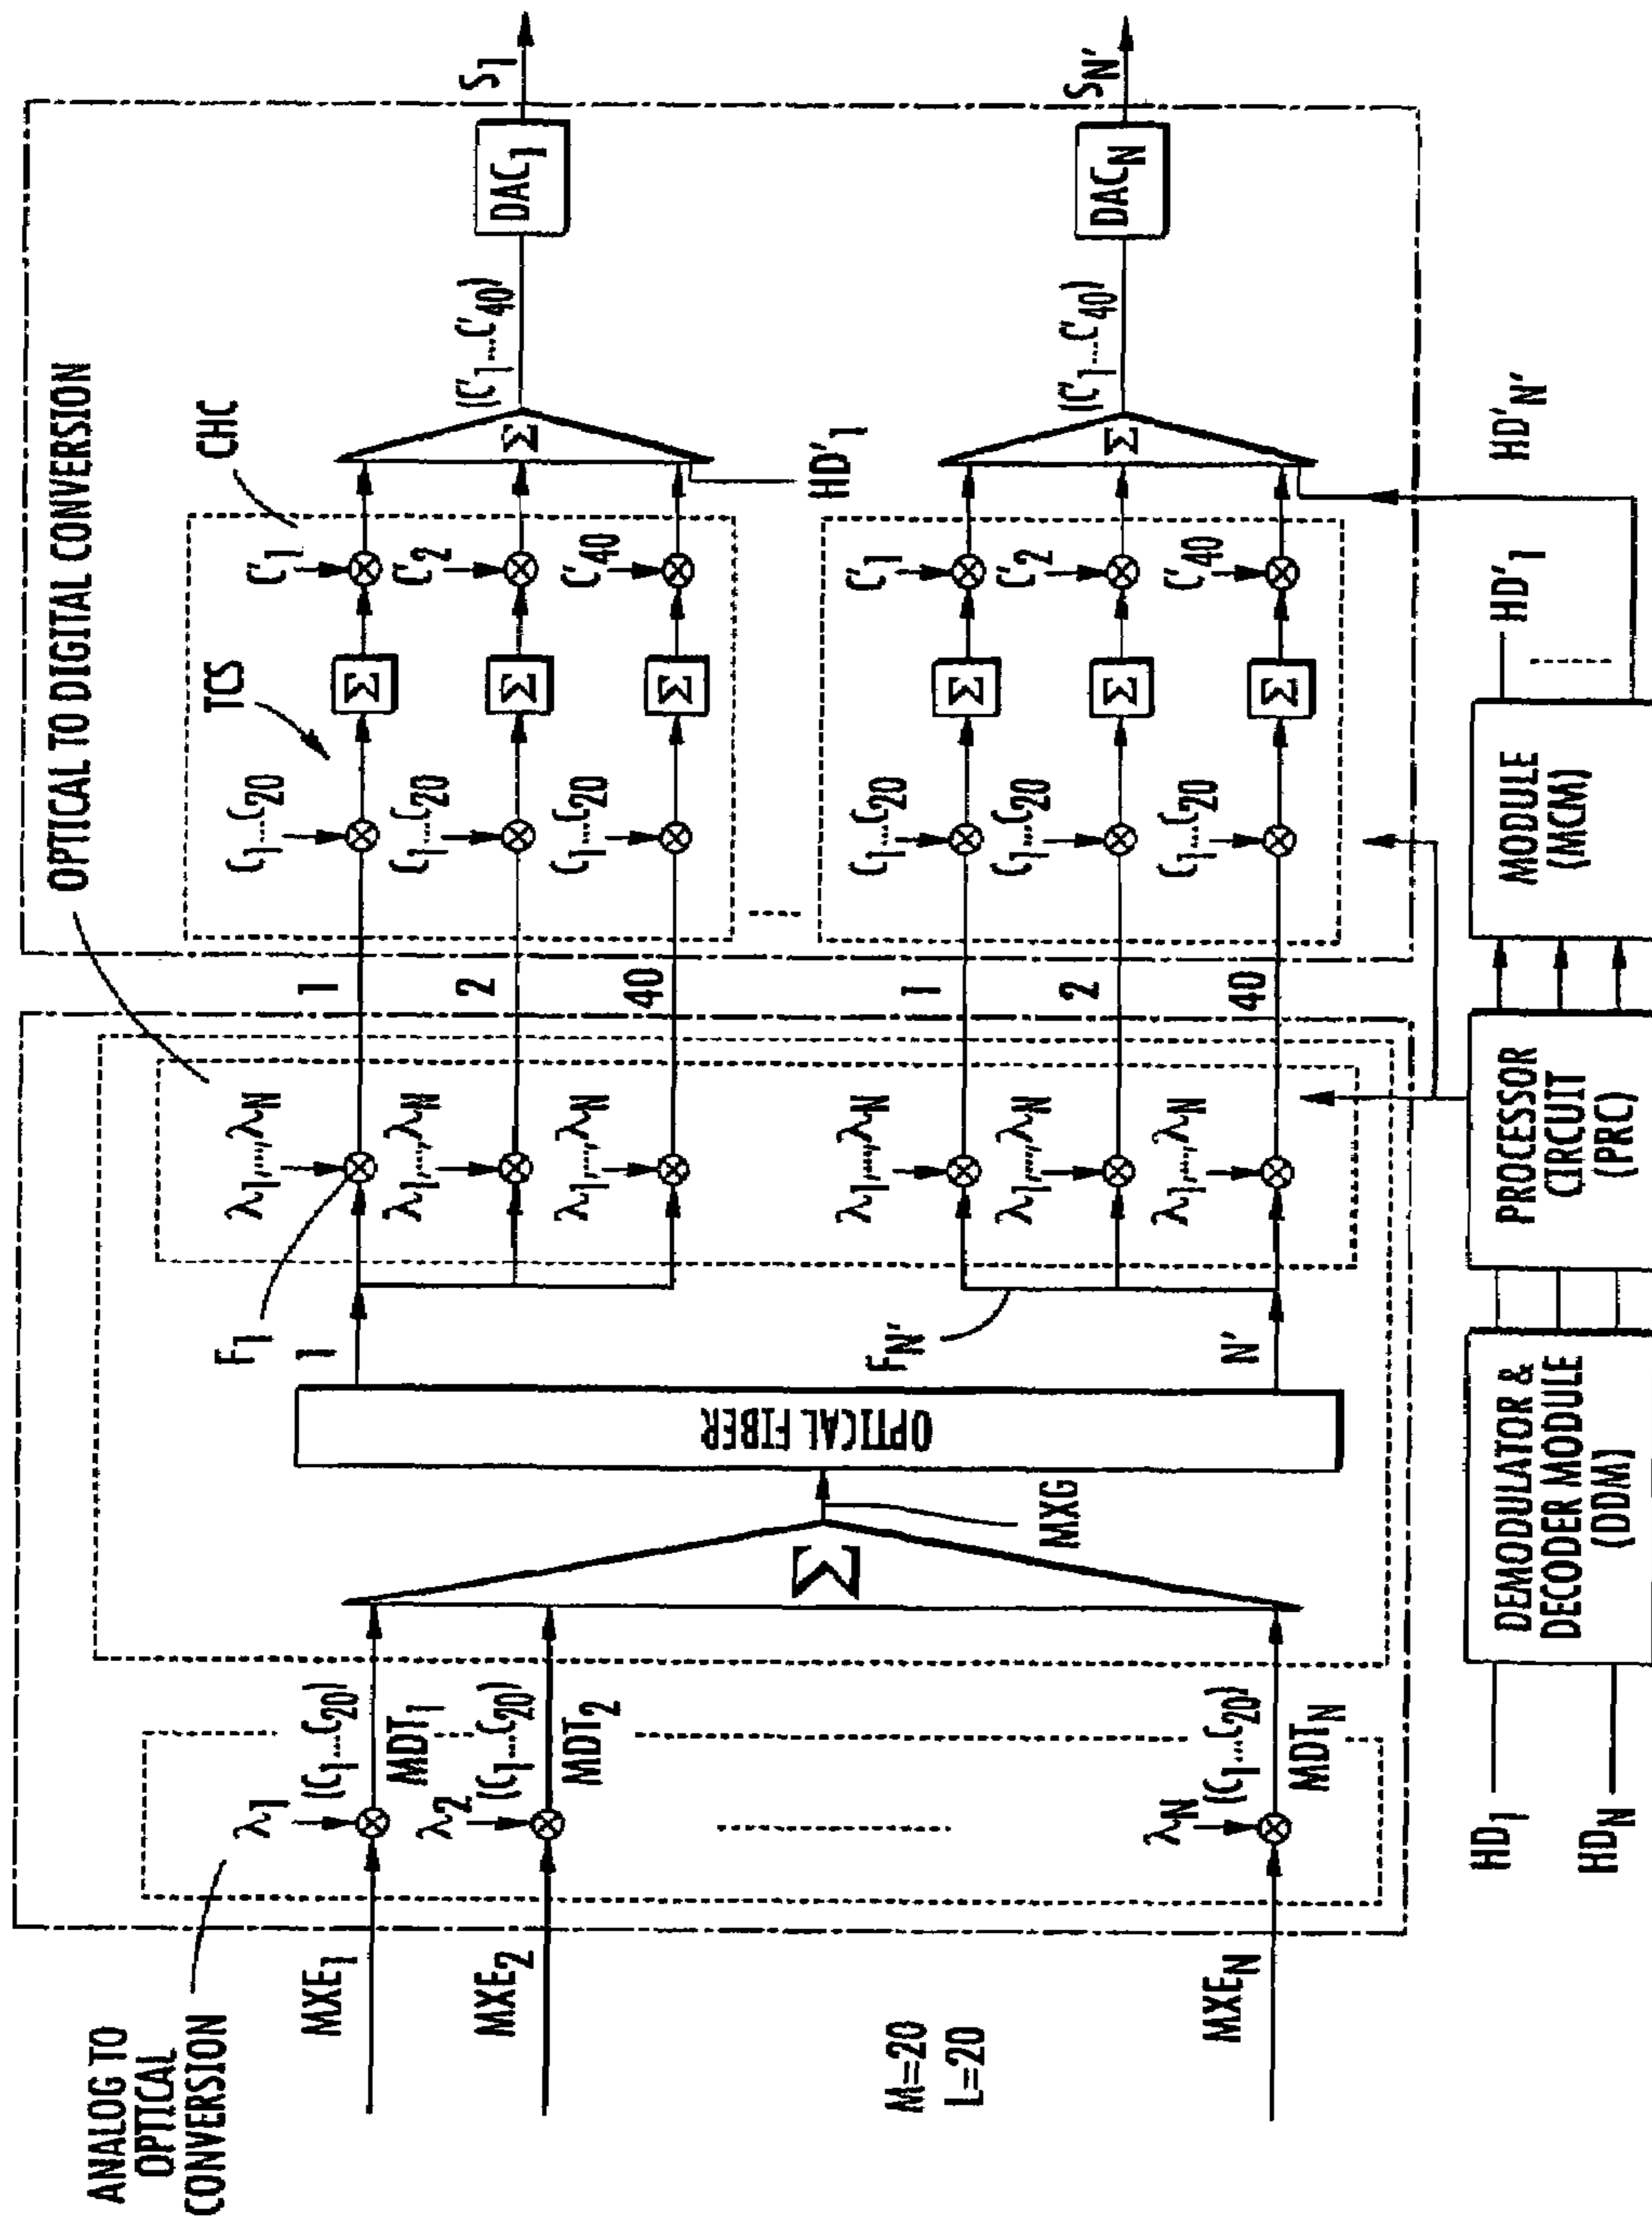 ANALOG TO
OPTICAL
CONVERSION
OPTICAL TO DIGITAL CONVERSION
MXE1
MXE2
MXEN
M=20
L=20
λ1
(C1...C20)
MDT1
λ2
(C1...C20)
MDT2
λN
(C1...C20)
MDTN
Σ
MXG
OPTICAL FIBER
F1
1
FN'
N'
λ1,...,λN
λ1,...,λN
λ1,...,λN
λ1,...,λN
λ1,...,λN
λ1,...,λN
1
2
40
1
2
40
TCS
CHC
C1...C20
Σ
C'1
C1...C20
Σ
C'2
C1...C20
Σ
C'40
Σ
HD'1
(C'1...C'40)
DAC1
S1
C1...C20
Σ
C'1
C1...C20
Σ
C'2
C1...C20
Σ
C'40
Σ
(C'1...C'40)
DACN
SN'
HD1
HDN
DEMODULATOR &
DECODER MODULE
(DDM)
PROCESSOR
CIRCUIT
(PRC)
MODULE
(MCM)
HD'1
HD'N'